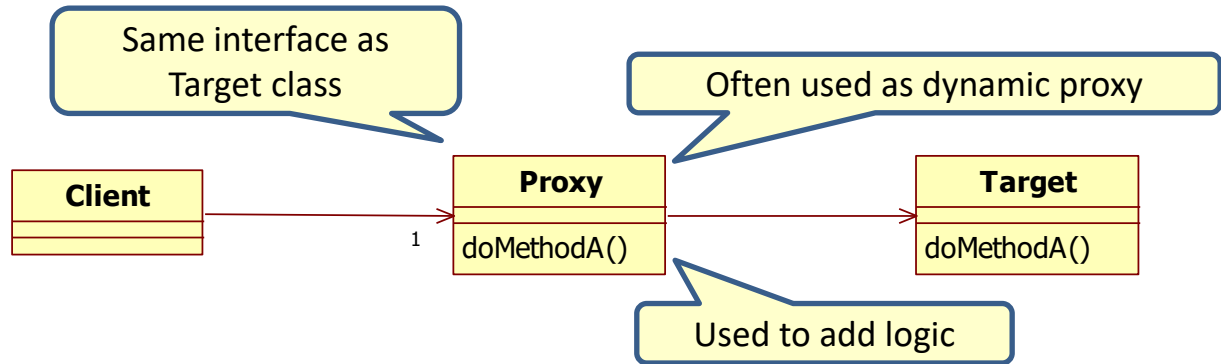 Same interface as
Target class
Often used as dynamic proxy
Client
1
Proxy
doMethodA()
Target
doMethodA()
Used to add logic